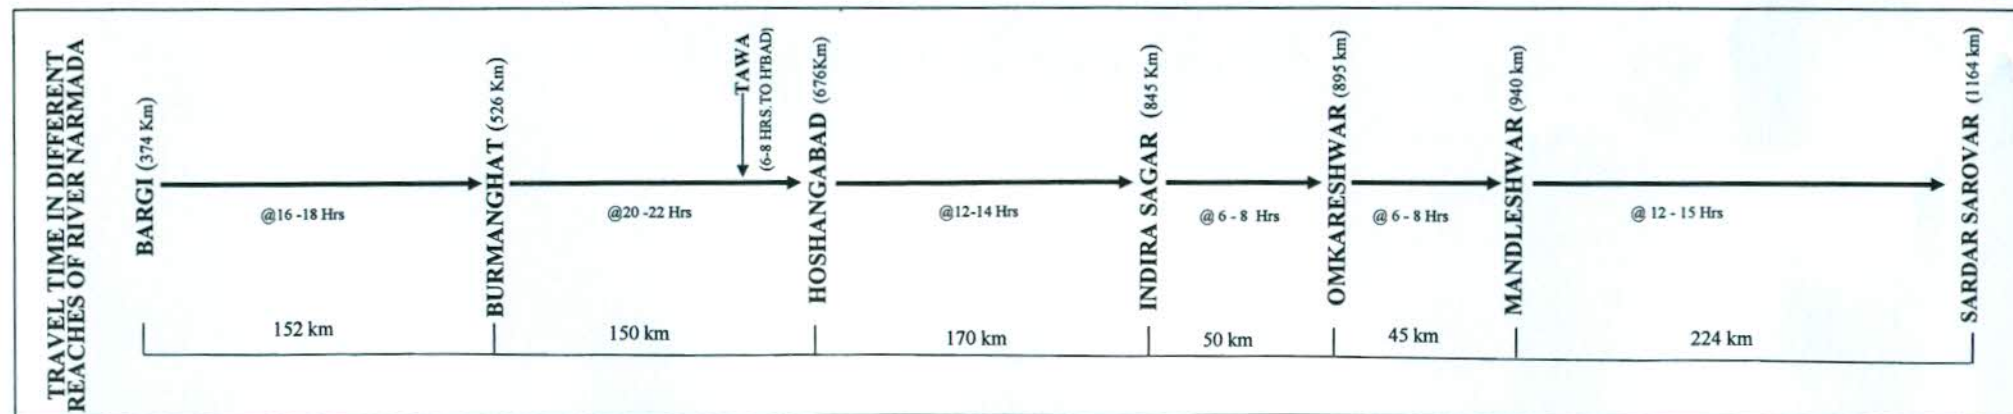 TRAVEL TIME IN DIFFERENT
REACHES OF RIVER NARMADA
BARGI (374 Km)
@16 -18 Hrs
BURMANGHAT (526 Km)
@20 -22 Hrs
TAWA
(6-8 HRS.TO H'BAD)
HOSHANGABAD (676Km)
@12-14 Hrs
INDIRA SAGAR (845 Km)
@ 6 - 8 Hrs
OMKARESHWAR (895 km)
@ 6 - 8 Hrs
MANDLESHWAR (940 km)
@ 12 - 15 Hrs
SARDAR SAROVAR (1164 km)
152 km
150 km
170 km
50 km
45 km
224 km